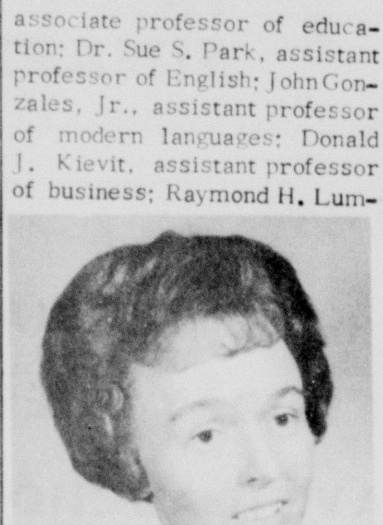 associate professor of educa-
tion; Dr. Sue S. Park, assistant
professor of English; John Gon-
zales, Jr., assistant professor
of modern languages; Donald
J. Kievit, assistant professor
of business; Raymond H. Lum-